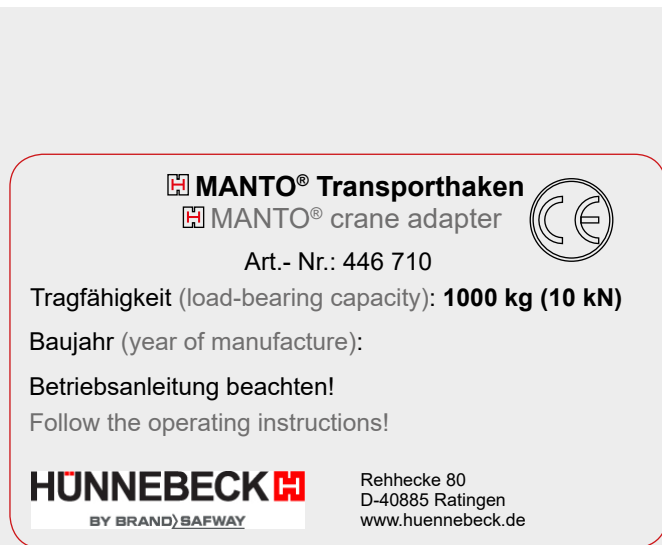 MANTO® Transporthaken
MANTO® crane adapter
CE
Art.- Nr.: 446 710
Tragfähigkeit (load-bearing capacity): 1000 kg (10 kN)
Baujahr (year of manufacture):
Betriebsanleitung beachten!
Follow the operating instructions!
HÜNNEBECK H
BY BRAND SAFWAY
Rehhecke 80
D-40885 Ratingen
www.huennebeck.de